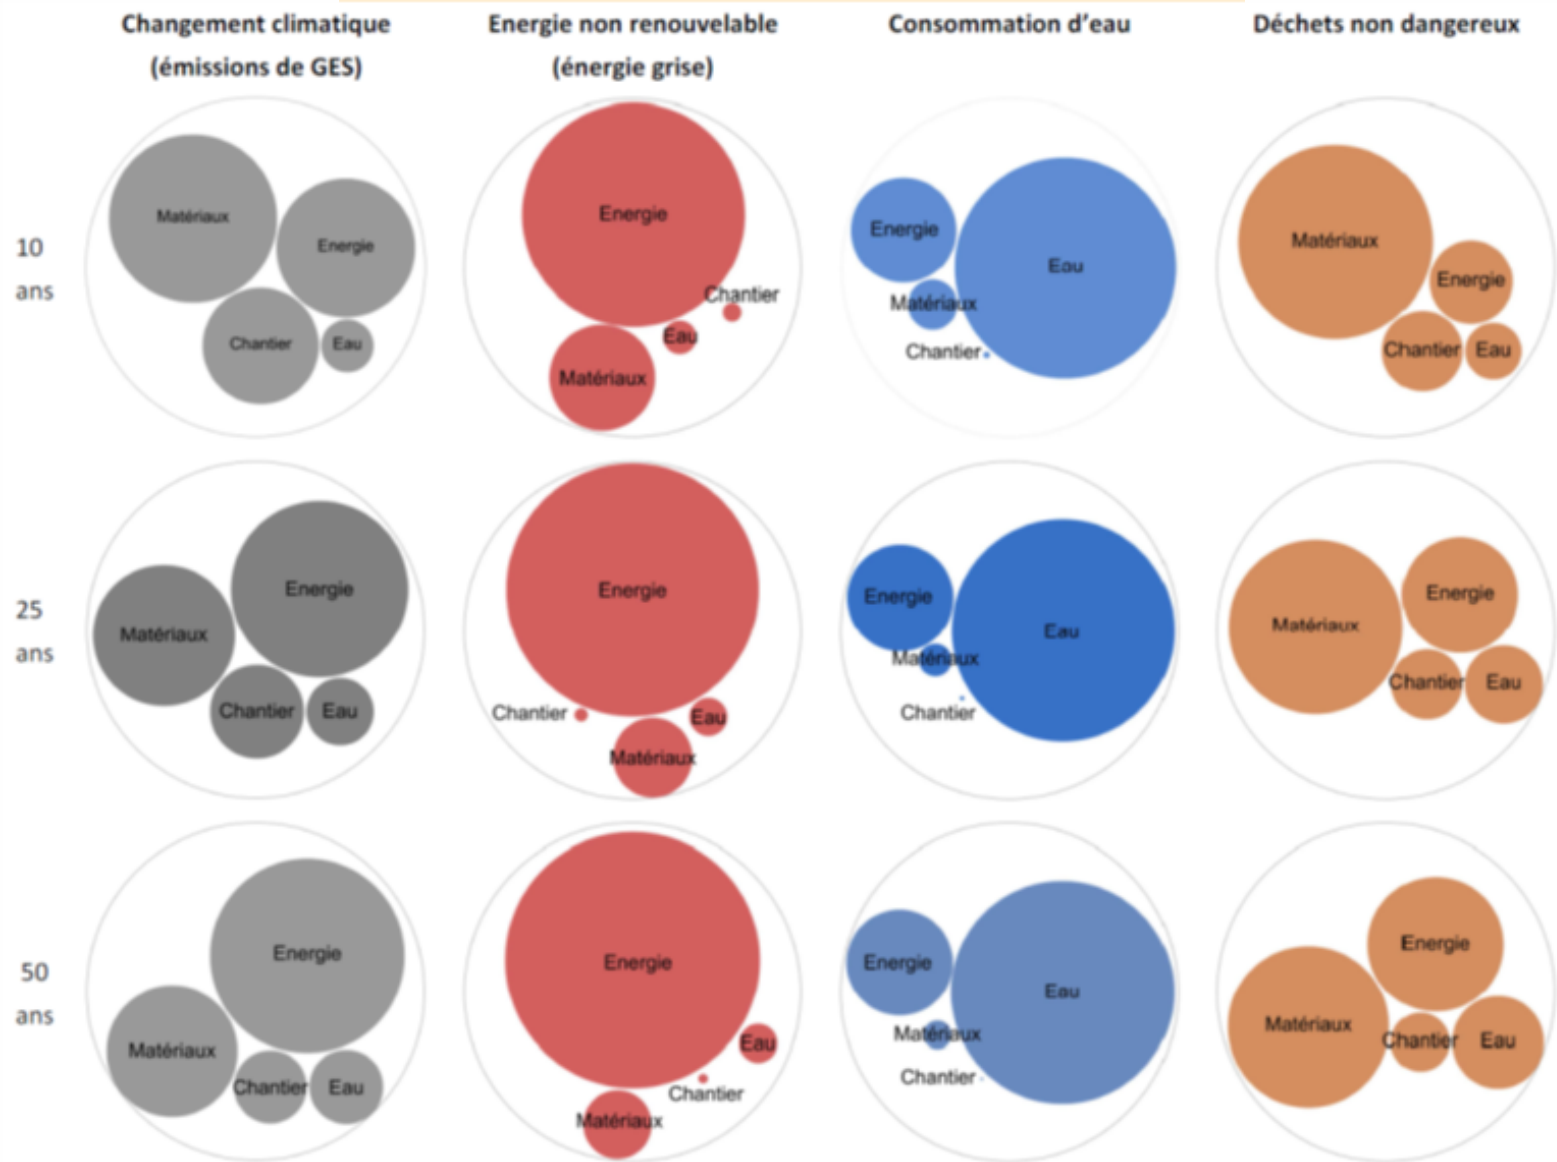 Changement climatique
(émissions de GES)
Energie non renouvelable
(énergie grise)
Consommation d'eau
Déchets non dangereux
10
ans
Matériaux
Energie
Chantier
Eau
Energie
Chantier
Eau
Matériaux
Energie
Eau
Matériaux
Chantier
Matériaux
Energie
Chantier
Eau
25
ans
Energie
Matériaux
Chantier
Eau
Energie
Chantier
Eau
Matériaux
Energie
Eau
Matériaux
Chantier
Matériaux
Energie
Chantier
Eau
50
ans
Energie
Matériaux
Chantier
Eau
Energie
Eau
Chantier
Matériaux
Energie
Eau
Matériaux
Chantier
Energie
Matériaux
Chantier
Eau